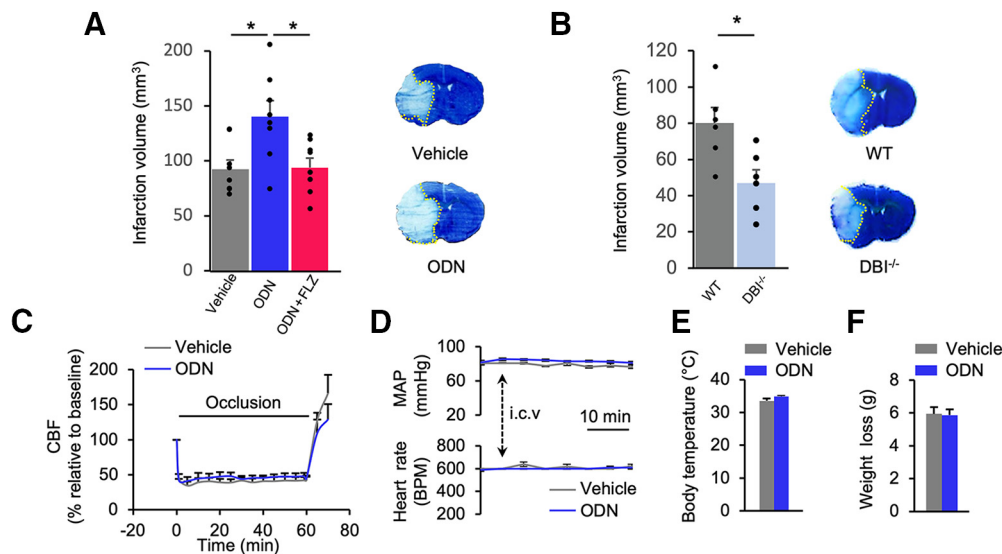 A
*
*
200
150
100
50
0
Infarction volume (mm³)
Vehicle
ODN
ODN+FLZ
Vehicle
ODN
B
*
120
100
80
60
40
20
0
Infarction volume (mm³)
WT
DBI-/-
WT
DBI-/-
C
Vehicle
ODN
200
150
100
50
0
CBF
(% relative to baseline)
Occlusion
-20
0
20
40
60
80
Time (min)
D
100
80
60
20
MAP
(mmHg)
i.c.v
10 min
800
600
400
200
Heart rate
(BPM)
Vehicle
ODN
E
Vehicle
ODN
40
30
20
10
0
Body temperature (°C)
F
Vehicle
ODN
8
6
4
2
0
Weight loss (g)